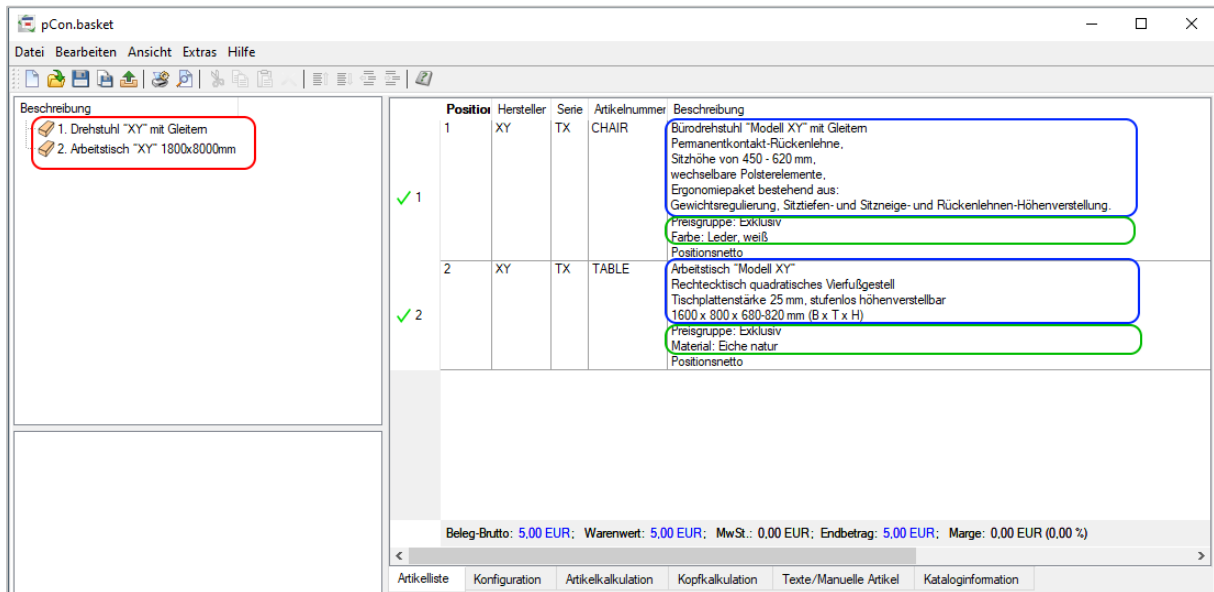 pCon.basket
Datei Bearbeiten Ansicht Extras Hilfe
Beschreibung
1. Drehstuhl "XY" mit Gleitern
2. Arbeitstisch "XY" 1800x8000mm
Position Hersteller Serie Artikelnummer Beschreibung
1 XY TX CHAIR Bürodrehstuhl "Modell XY" mit Gleitern
Permanentkontakt-Rückenlehne,
Sitzhöhe von 450 - 620 mm,
wechselbare Polsterelemente,
Ergonomiepaket bestehend aus:
1 Gewichtsregulierung, Sitztiefen- und Sitzneige- und Rückenlehnen-Höhenverstellung.
Preisgruppe: Exklusiv
Farbe: Leder, weiß
Positionsnetto
2 XY TX TABLE Arbeitstisch "Modell XY"
Rechtecktisch quadratisches Vierfußgestell
Tischplattenstärke 25 mm, stufenlos höhenverstellbar
2 1600 x 800 x 680-820 mm (B x T x H)
Preisgruppe: Exklusiv
Material: Eiche natur
Positionsnetto
Beleg-Brutto: 5,00 EUR; Warenwert: 5,00 EUR; MwSt.: 0,00 EUR; Endbetrag: 5,00 EUR; Marge: 0,00 EUR (0,00 %)
Artikelliste Konfiguration Artikelkalkulation Kopfkalkulation Texte/Manuelle Artikel Kataloginformation